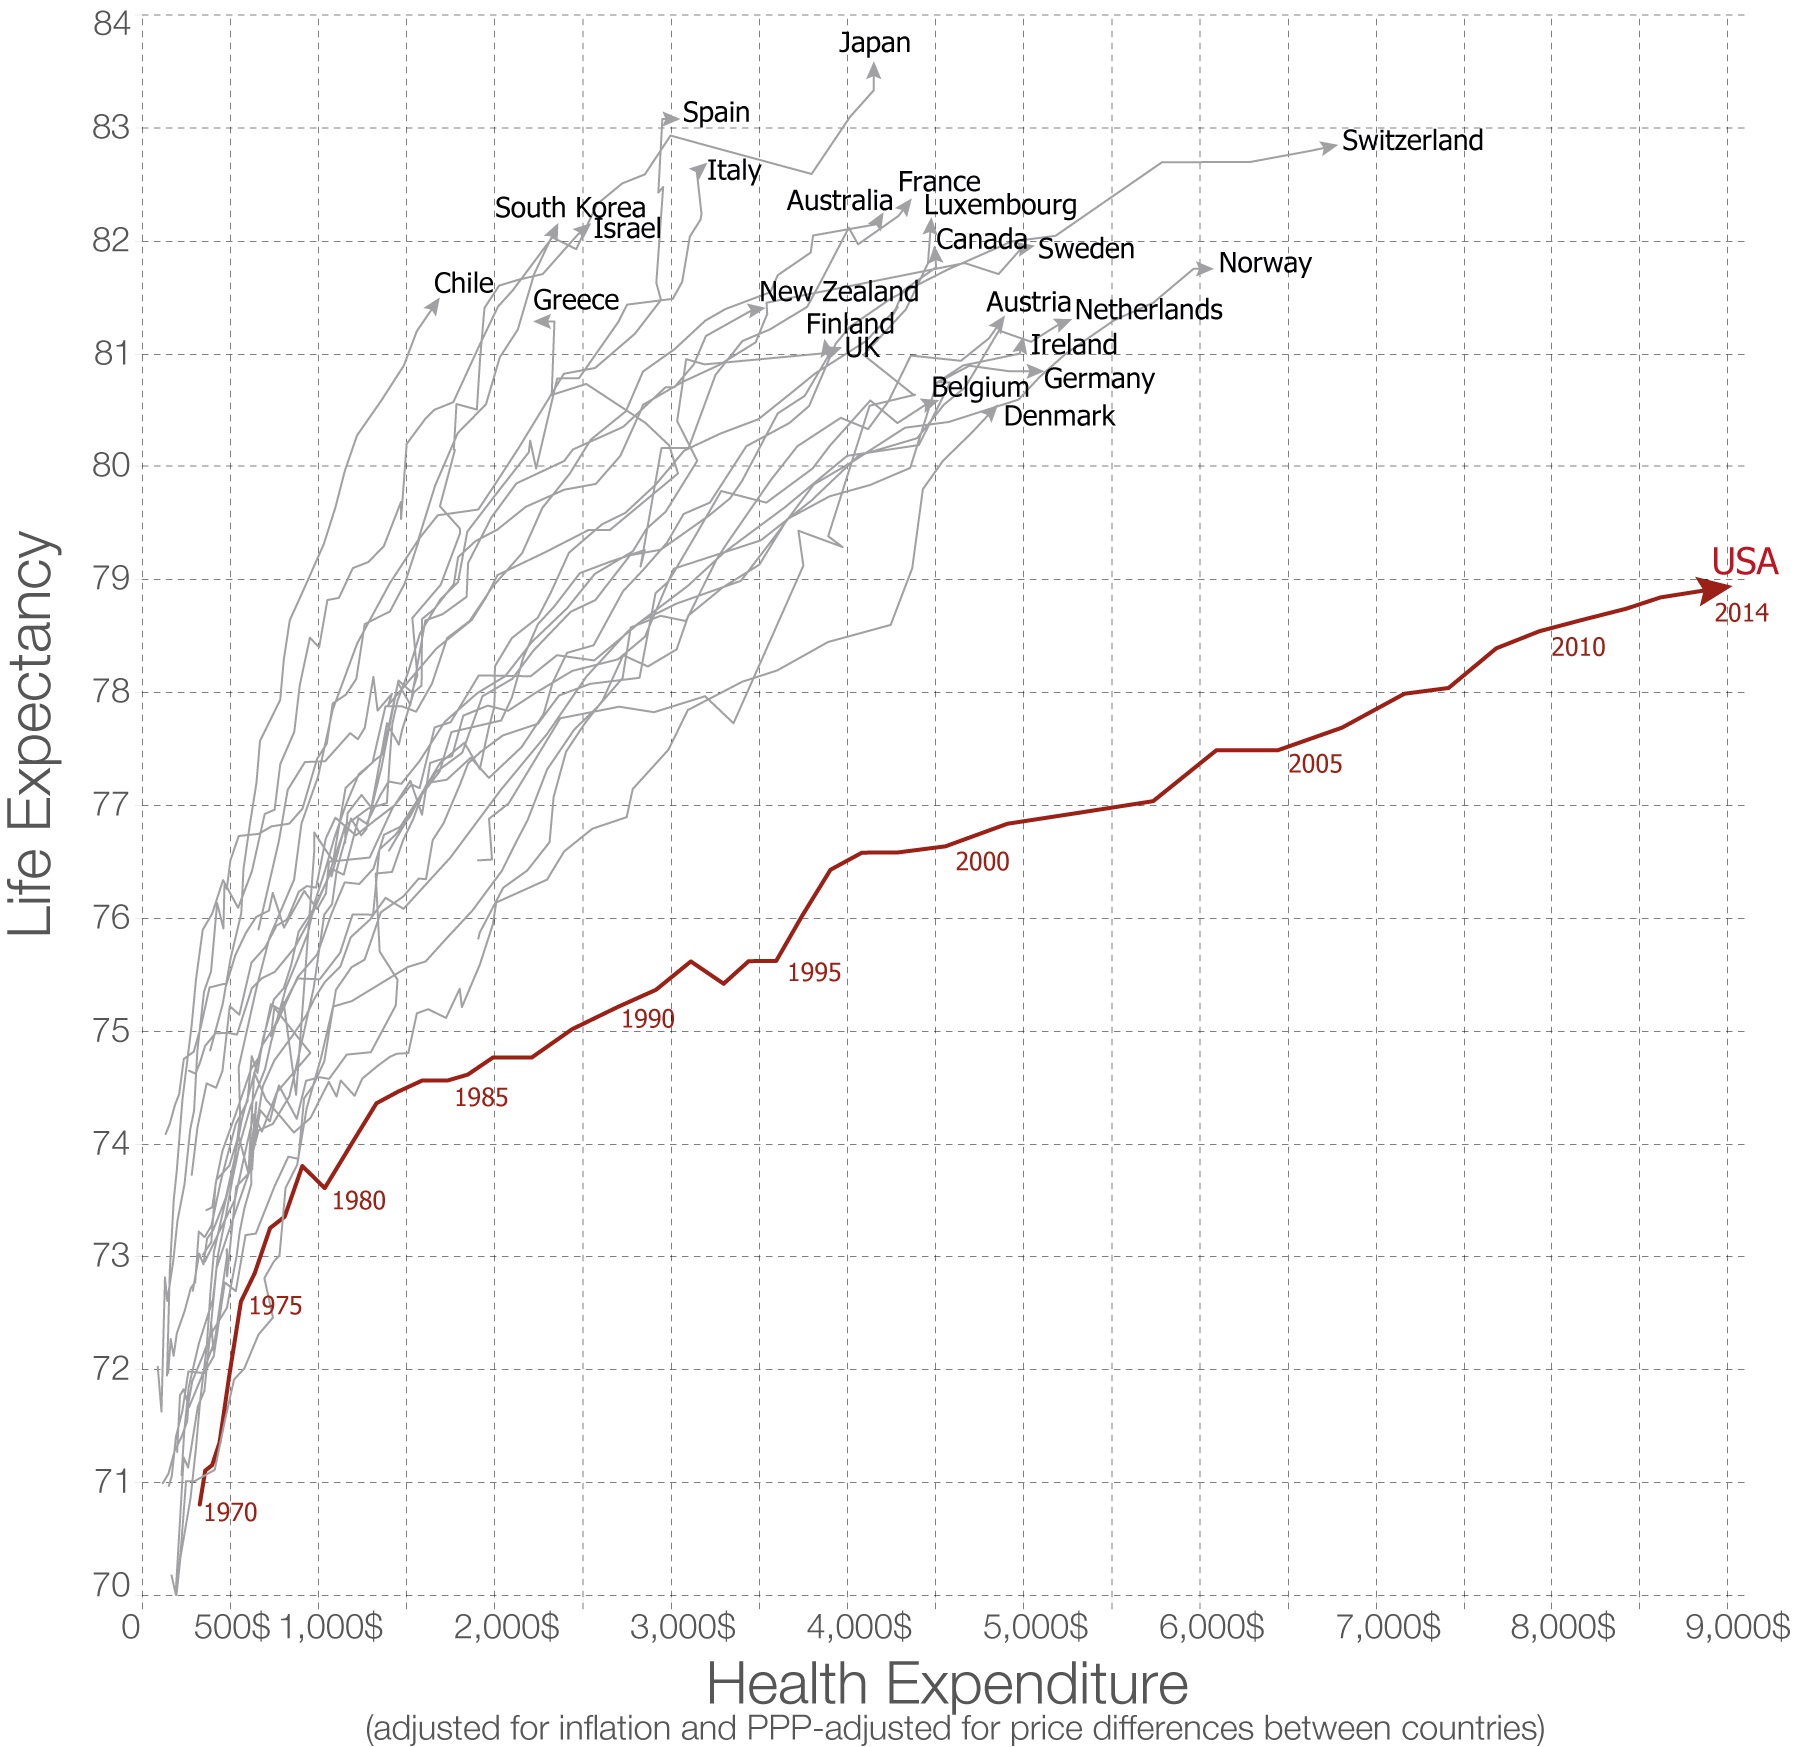 84
Japan
83
Spain
Switzerland
Italy
France
Australia
Luxembourg
South Korea
Israel
82
Canada
Sweden
Norway
Chile
Greece
New Zealand
Austria
Netherlands
Finland
UK
Ireland
81
Belgium
Germany
Denmark
80
79
USA
2014
2010
78
2005
77
2000
76
1995
75
1990
1985
74
1980
73
1975
72
71
1970
70
Life Expectancy
0
500$
1,000$
2,000$
3,000$
4,000$
5,000$
6,000$
7,000$
8,000$
9,000$
Health Expenditure
(adjusted for inflation and PPP-adjusted for price differences between countries)